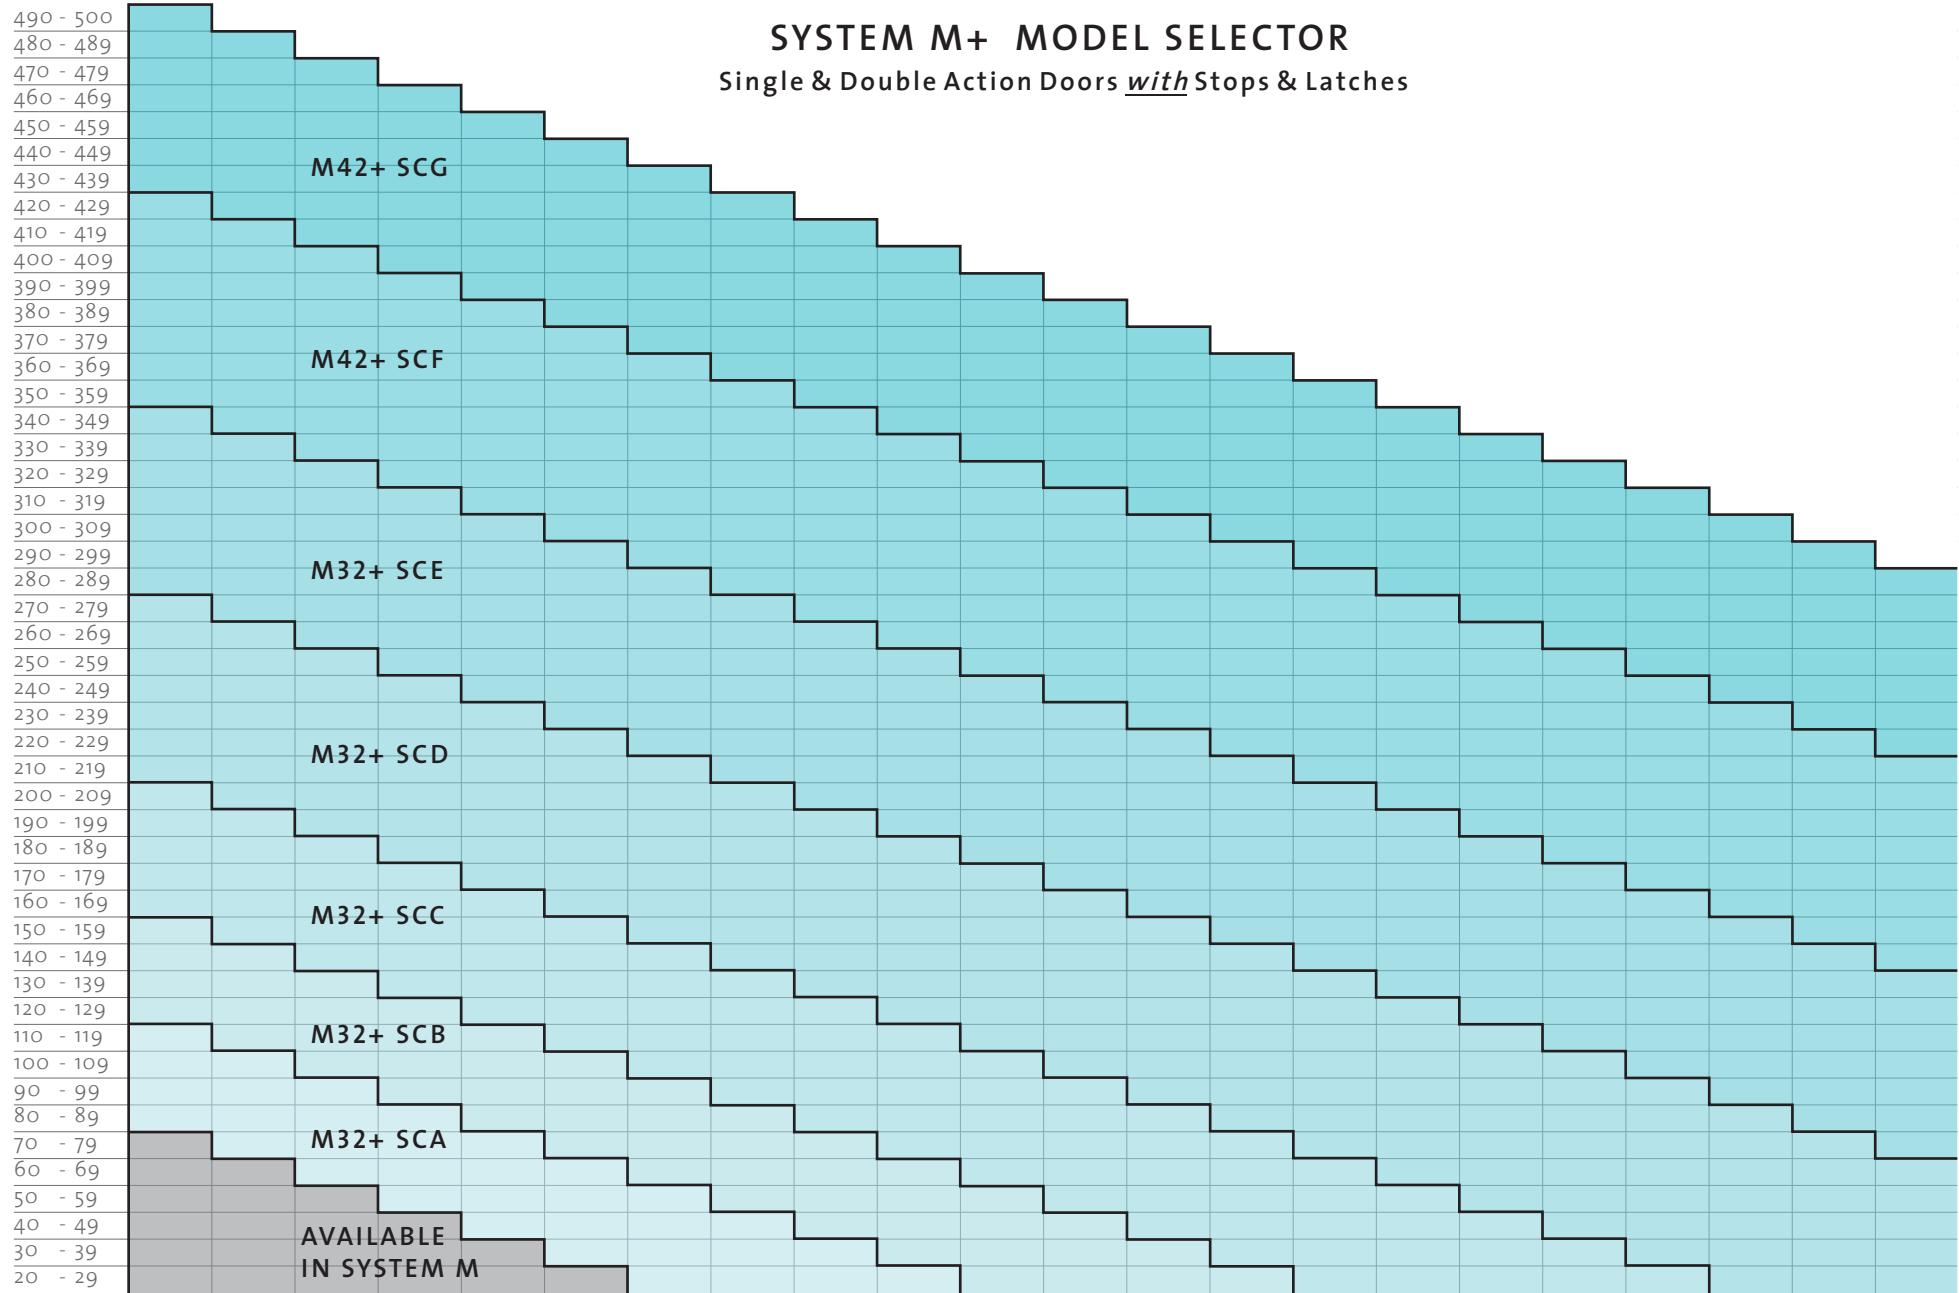 SYSTEM M+ MODEL SELECTOR
Single & Double Action Doors with Stops & Latches
490 - 500
480 - 489
470 - 479
460 - 469
450 - 459
440 - 449
M42+ SCG
430 - 439
420 - 429
410 - 419
400 - 409
390 - 399
380 - 389
370 - 379
M42+ SCF
360 - 369
350 - 359
340 - 349
330 - 339
320 - 329
310 - 319
300 - 309
290 - 299
M32+ SCE
280 - 289
270 - 279
260 - 269
250 - 259
240 - 249
230 - 239
220 - 229
M32+ SCD
210 - 219
200 - 209
190 - 199
180 - 189
170 - 179
160 - 169
M32+ SCC
150 - 159
140 - 149
130 - 139
120 - 129
M32+ SCB
110 - 119
100 - 109
90 - 99
80 - 89
M32+ SCA
70 - 79
60 - 69
50 - 59
40 - 49
AVAILABLE
30 - 39
IN SYSTEM M
20 - 29